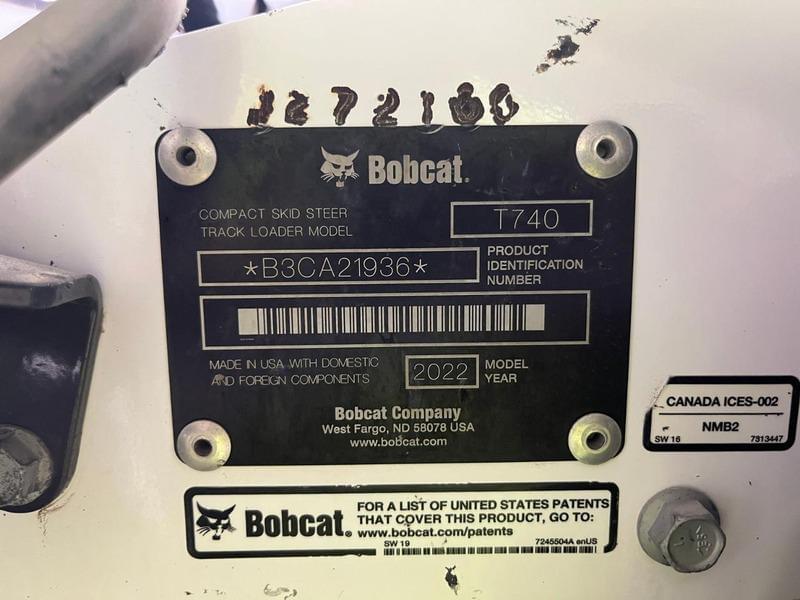 Bobcat.
COMPACT SKID STEER
TRACK LOADER MODEL
T740
*B3CA21936*
PRODUCT
IDENTIFICATION
NUMBER
MADE IN USA WITH DOMESTIC
AND FOREIGN COMPONENTS
2022
MODEL
YEAR
Bobcat Company
West Fargo, ND 58078 USA
www.bobcat.com
CANADA ICES-002
NMB2
SW 16 7313447
Bobcat.
FOR A LIST OF UNITED STATES PATENTS
THAT COVER THIS PRODUCT, GO TO:
www.bobcat.com/patents
SW 19 7245504A enUS